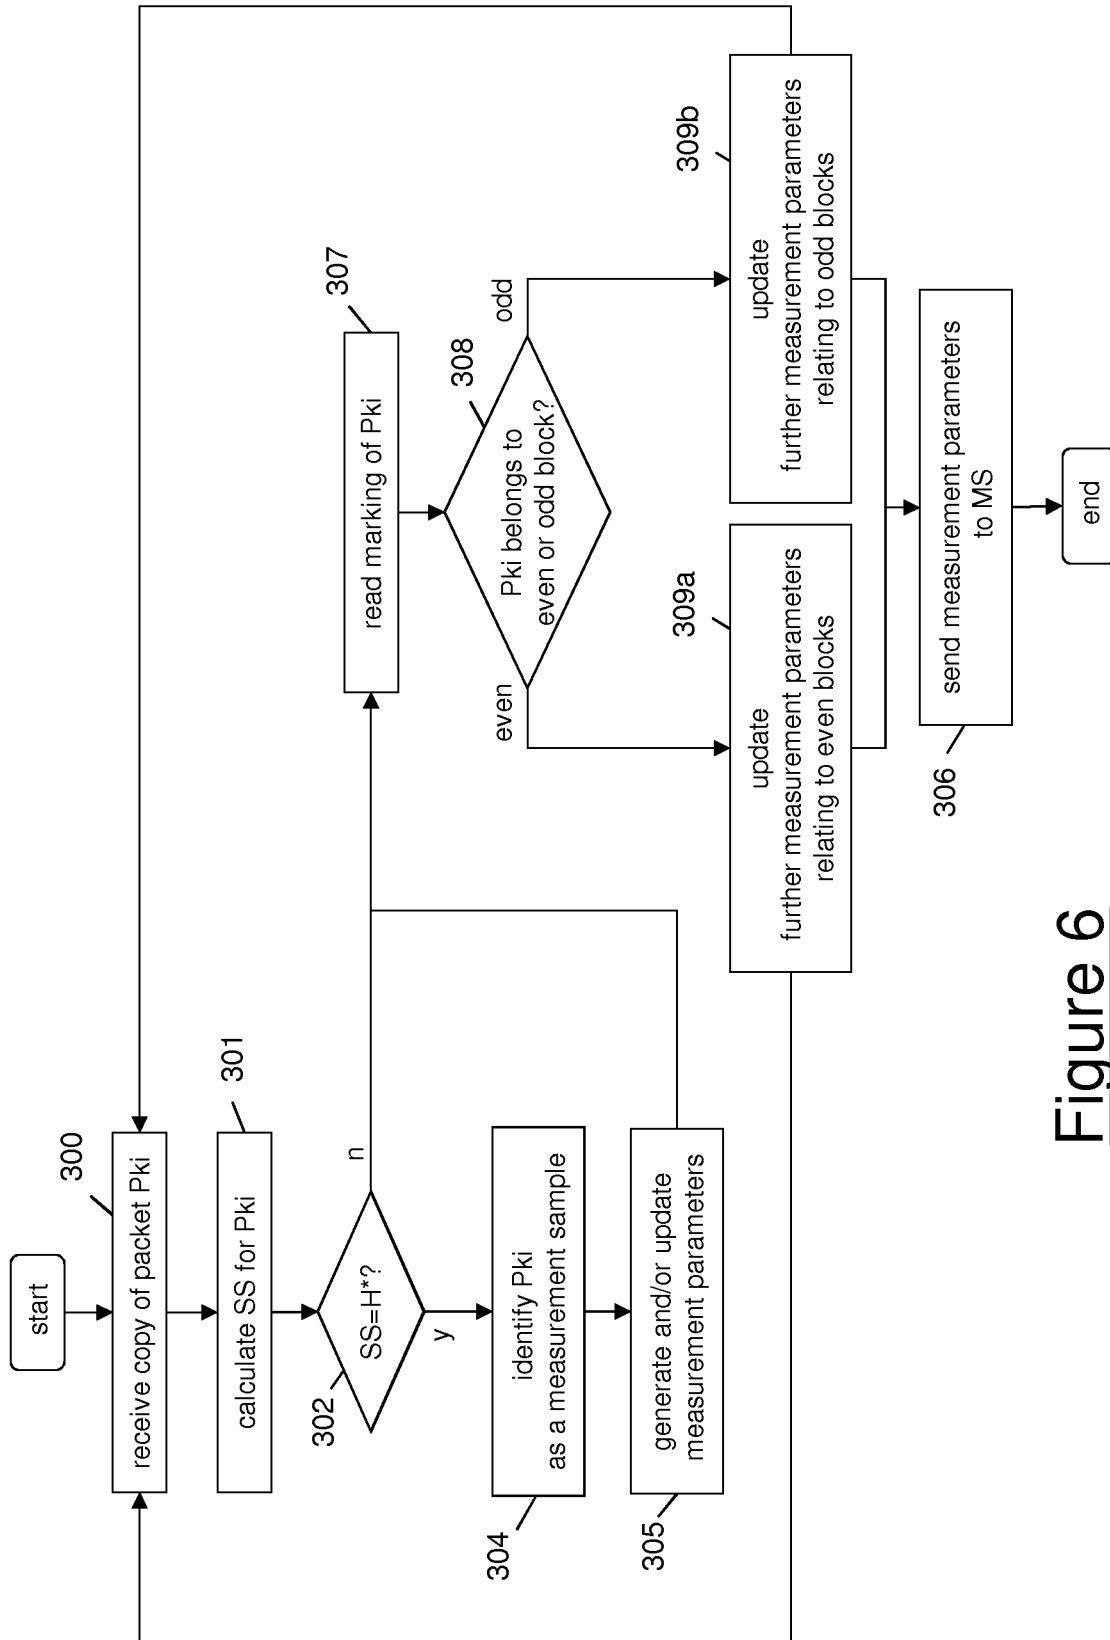 start
300
receive copy of packet Pki
301
calculate SS for Pki
302
SS=H*?
n
y
304
identify Pki
as a measurement sample
305
generate and/or update
measurement parameters
307
read marking of Pki
308
Pki belongs to
even or odd block?
even
odd
309a
update
further measurement parameters
relating to even blocks
309b
update
further measurement parameters
relating to odd blocks
306
send measurement parameters
to MS
end
Figure 6